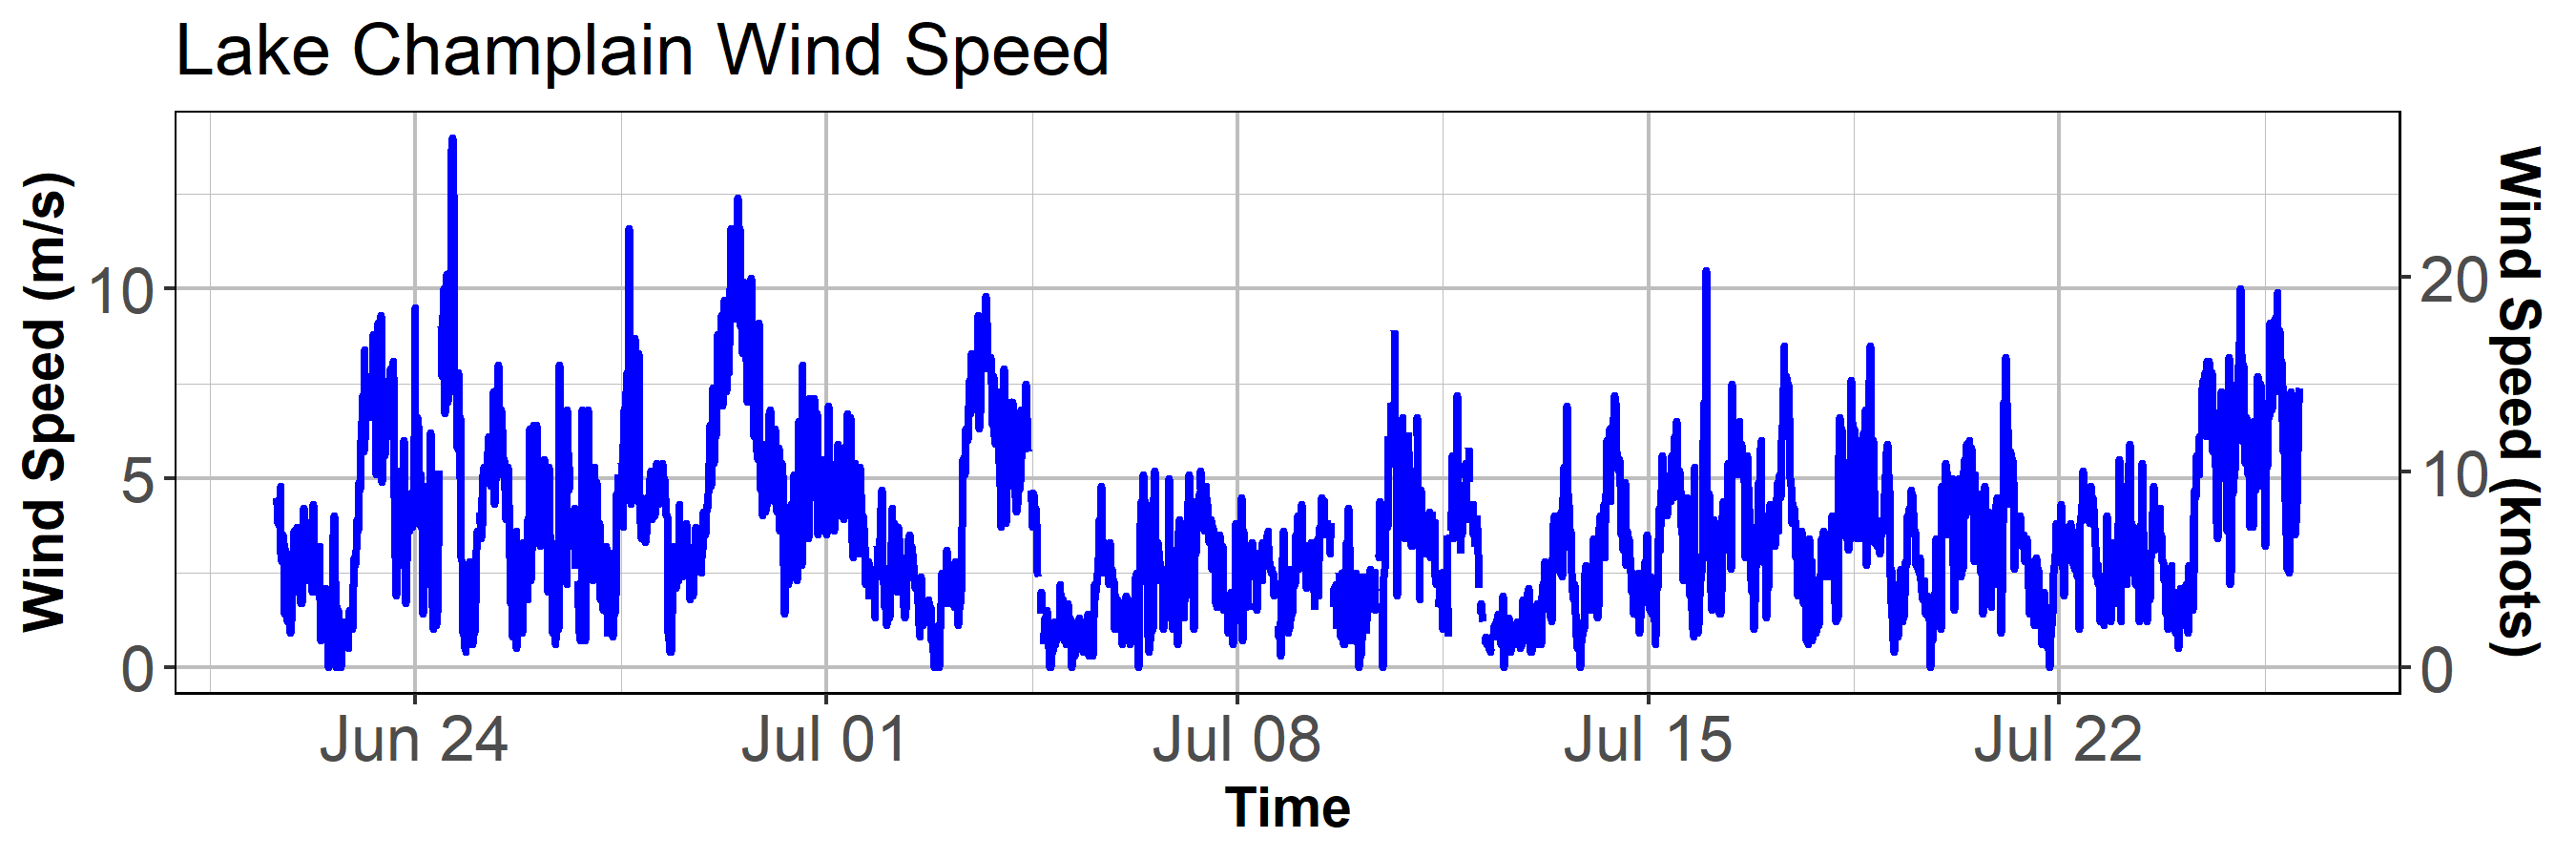 Lake Champlain Wind Speed
Wind Speed (m/s)
10
5
0
20
10
0
Wind Speed (knots)
Jun 24
Jul 01
Jul 08
Jul 15
Jul 22
Time